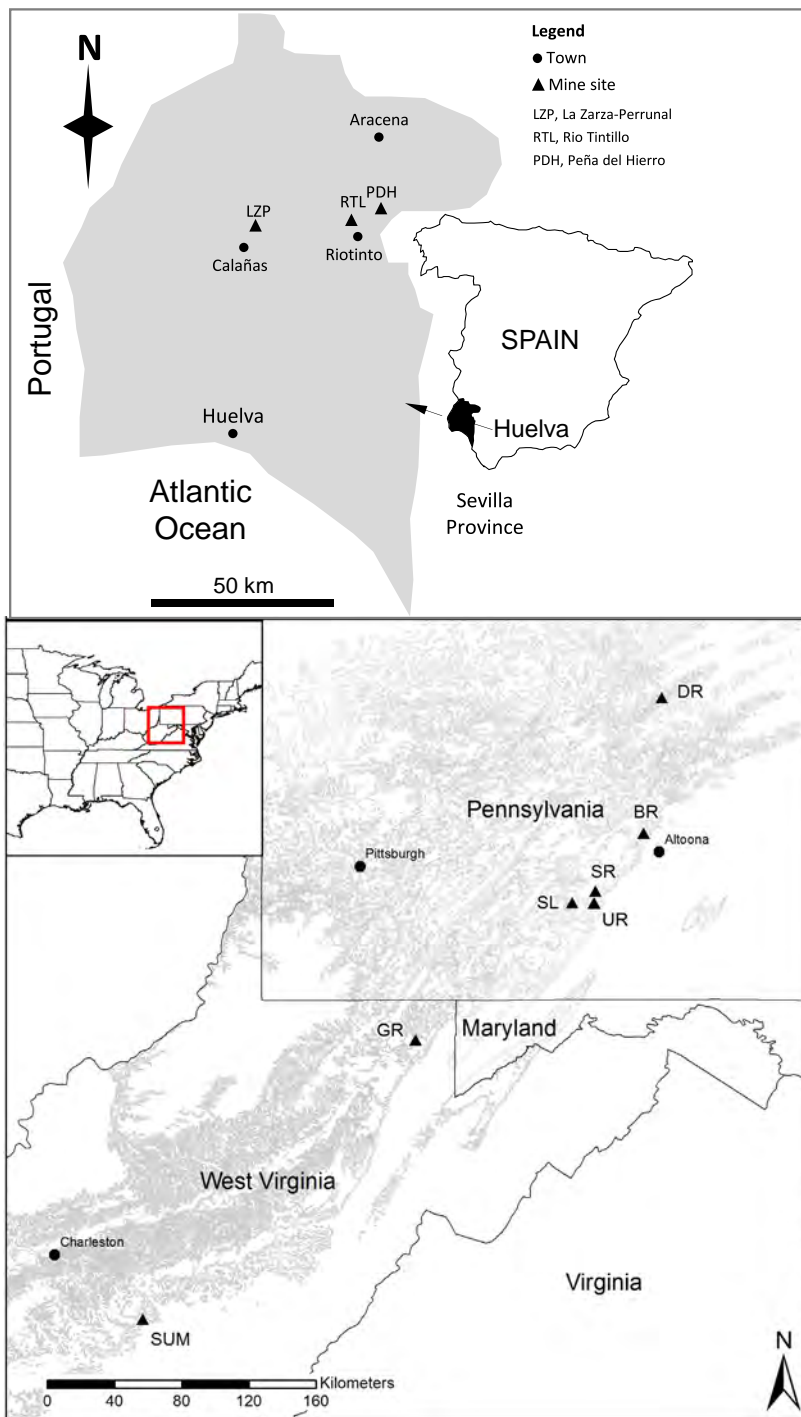 N
Legend
Town
Mine site
LZP, La Zarza-Perrunal
RTL, Rio Tintillo
PDH, Peña del Hierro
Aracena
PDH
RTL
LZP
Riotinto
Calañas
Portugal
SPAIN
Huelva
Huelva
Atlantic
Ocean
Sevilla
Province
50 km
DR
Pennsylvania
BR
Altoona
Pittsburgh
SR
SL
UR
GR
Maryland
West Virginia
Charleston
Virginia
SUM
N
Kilometers
0 40 80 120 160